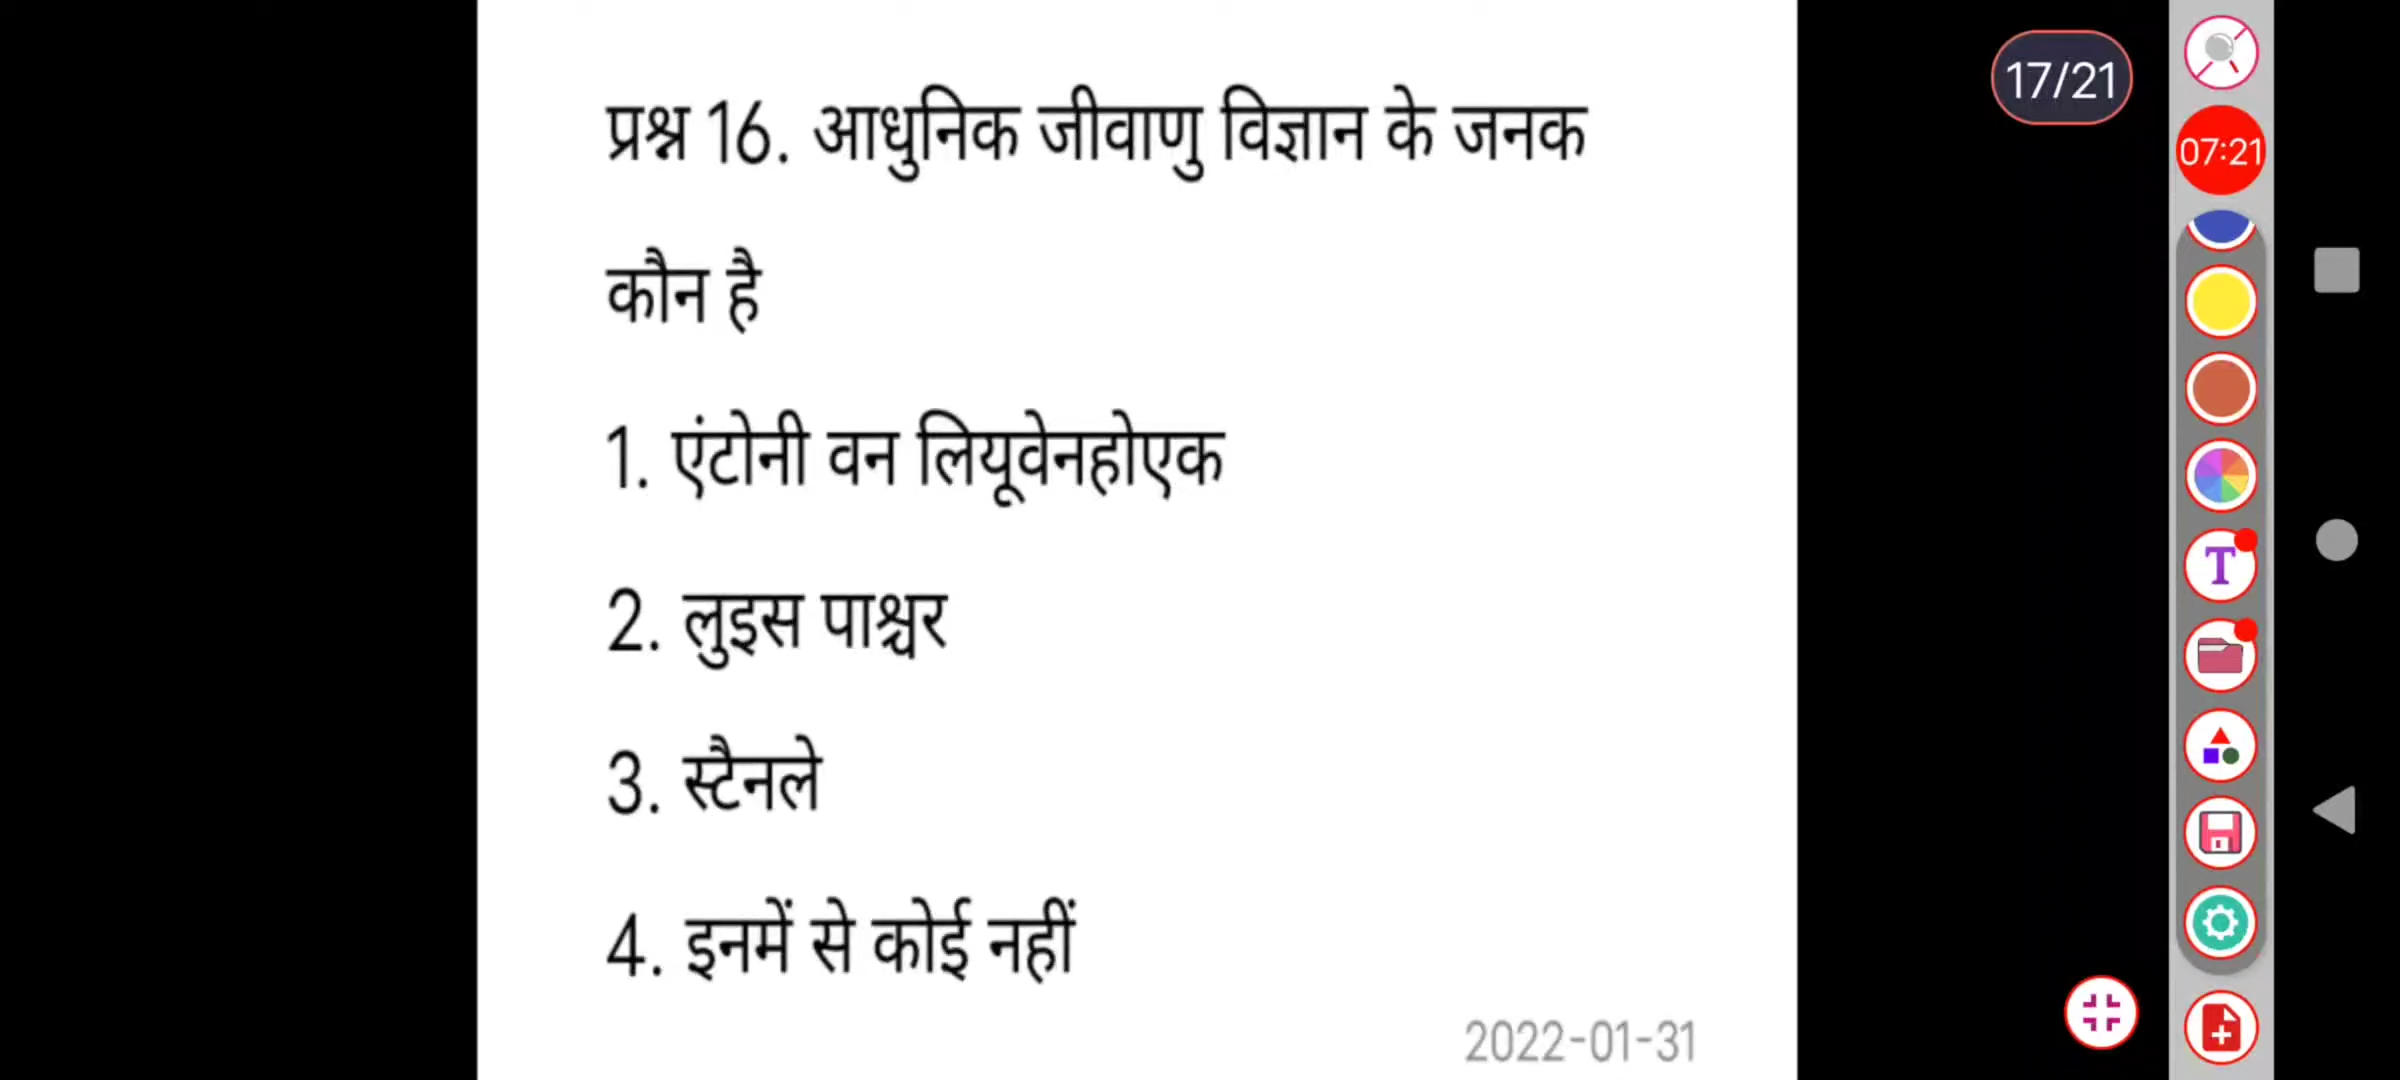 17/21
07:21
प्रश्न 16. आधुनिक जीवाणु विज्ञान के जनक
कौन है
1. एंटोनी वन लियूवेनहोएक
2. लुइस पाश्चर
3. स्टैनले
4. इनमें से कोई नहीं
T
2022-01-31